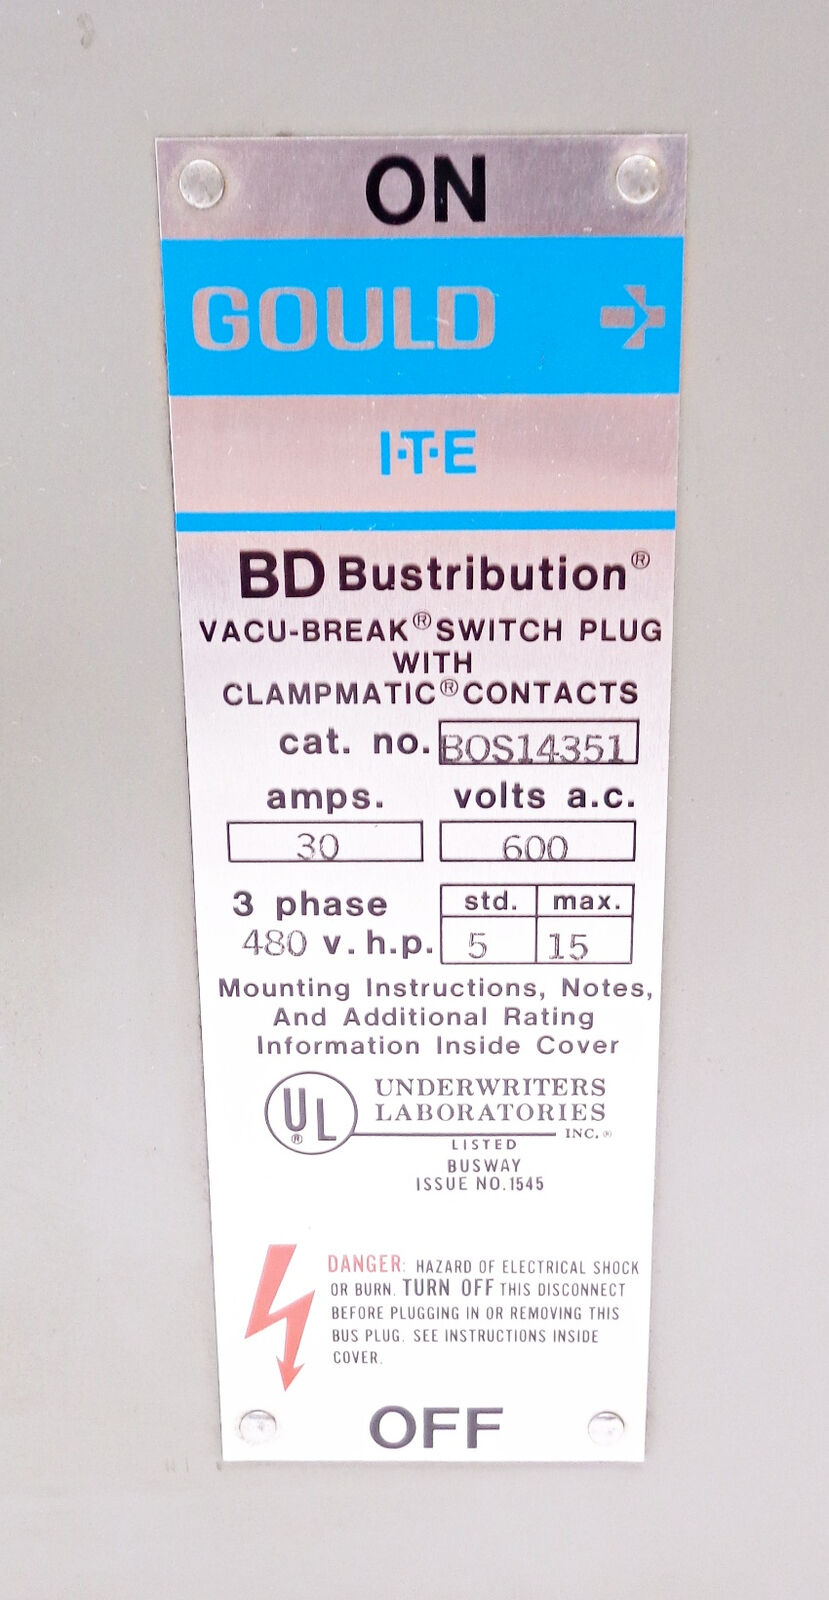 ON
GOULD
I·T·E
BD Bustribution®
VACU-BREAK® SWITCH PLUG
WITH
CLAMPMATIC® CONTACTS
cat. no. BOS14351
amps. volts a.c.
30 600
3 phase std. max.
480 v. h.p. 5 15
Mounting Instructions, Notes,
And Additional Rating
Information Inside Cover
UL® UNDERWRITERS
LABORATORIES
INC.®
LISTED
BUSWAY
ISSUE NO. 1545
DANGER: HAZARD OF ELECTRICAL SHOCK
OR BURN. TURN OFF THIS DISCONNECT
BEFORE PLUGGING IN OR REMOVING THIS
BUS PLUG. SEE INSTRUCTIONS INSIDE
COVER.
OFF